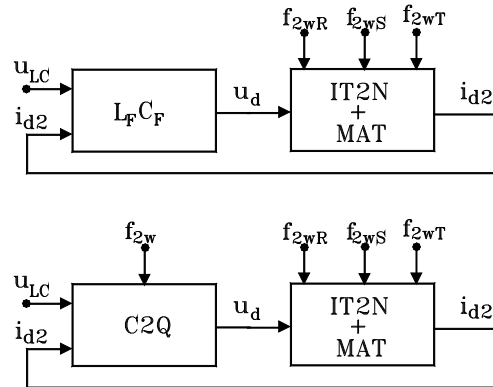 f2wR f2wS f2wT
uLC
id2
LFCF
ud
IT2N
+
MAT
id2
f2w
f2wR f2wS f2wT
uLC
id2
C2Q
ud
IT2N
+
MAT
id2